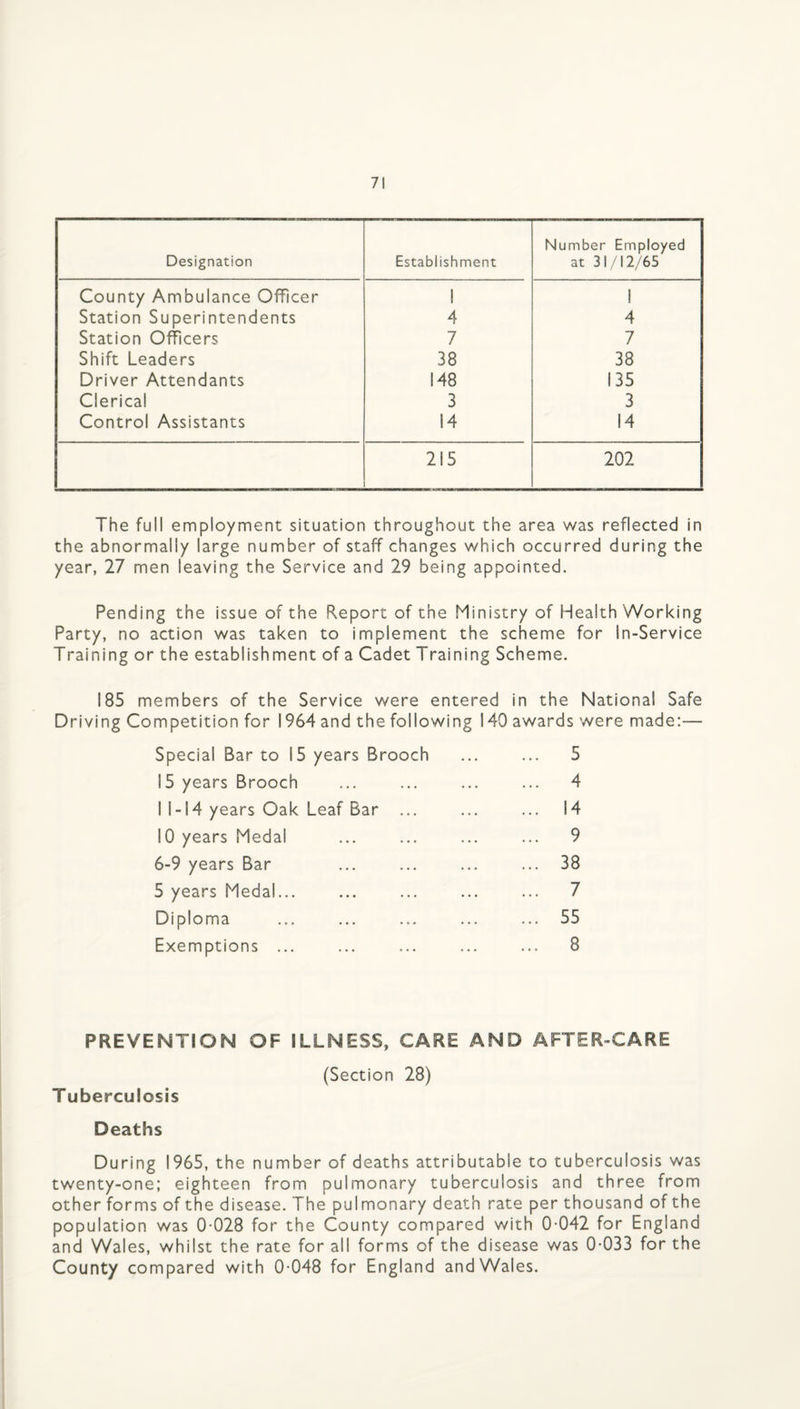 71
Designation Establishment Number Employed at 31/12/65
County Ambulance Officer 1 1
Station Superintendents 4 4
Station Officers 7 7
Shift Leaders 38 38
Driver Attendants 148 135
Clerical 3 3
Control Assistants 14 14
215 202
The full employment situation throughout the area was reflected in
the abnormally large number of staff changes which occurred during the
year, 27 men leaving the Service and 29 being appointed.
Pending the issue of the Report of the Ministry of Health Working
Party, no action was taken to implement the scheme for In-Service
Training or the establishment of a Cadet Training Scheme.
185 members of the Service were entered in the National Safe
Driving Competition for 1964 and the following 140 awards were made:—
Special Bar to 15 years Brooch ... ... 5
15 years Brooch ... ... ... ... 4
11-14 years Oak Leaf Bar ... ... ... 14
10 years Medal ... ... ... ... 9
6-9 years Bar ... ... ... ... 38
5 years Medal... ... ... ... ... 7
Diploma ... ... ... ... ... 55
Exemptions ... ... ... ... ... 8
PREVENTION OF ILLNESS, CARE AND AFTER-CARE
(Section 28)
Tuberculosis
Deaths
During 1965, the number of deaths attributable to tuberculosis was
twenty-one; eighteen from pulmonary tuberculosis and three from
other forms of the disease. The pulmonary death rate per thousand of the
population was 0·028 for the County compared with 0·042 for England
and Wales, whilst the rate for all forms of the disease was 0·033 for the
County compared with 0·048 for England and Wales.